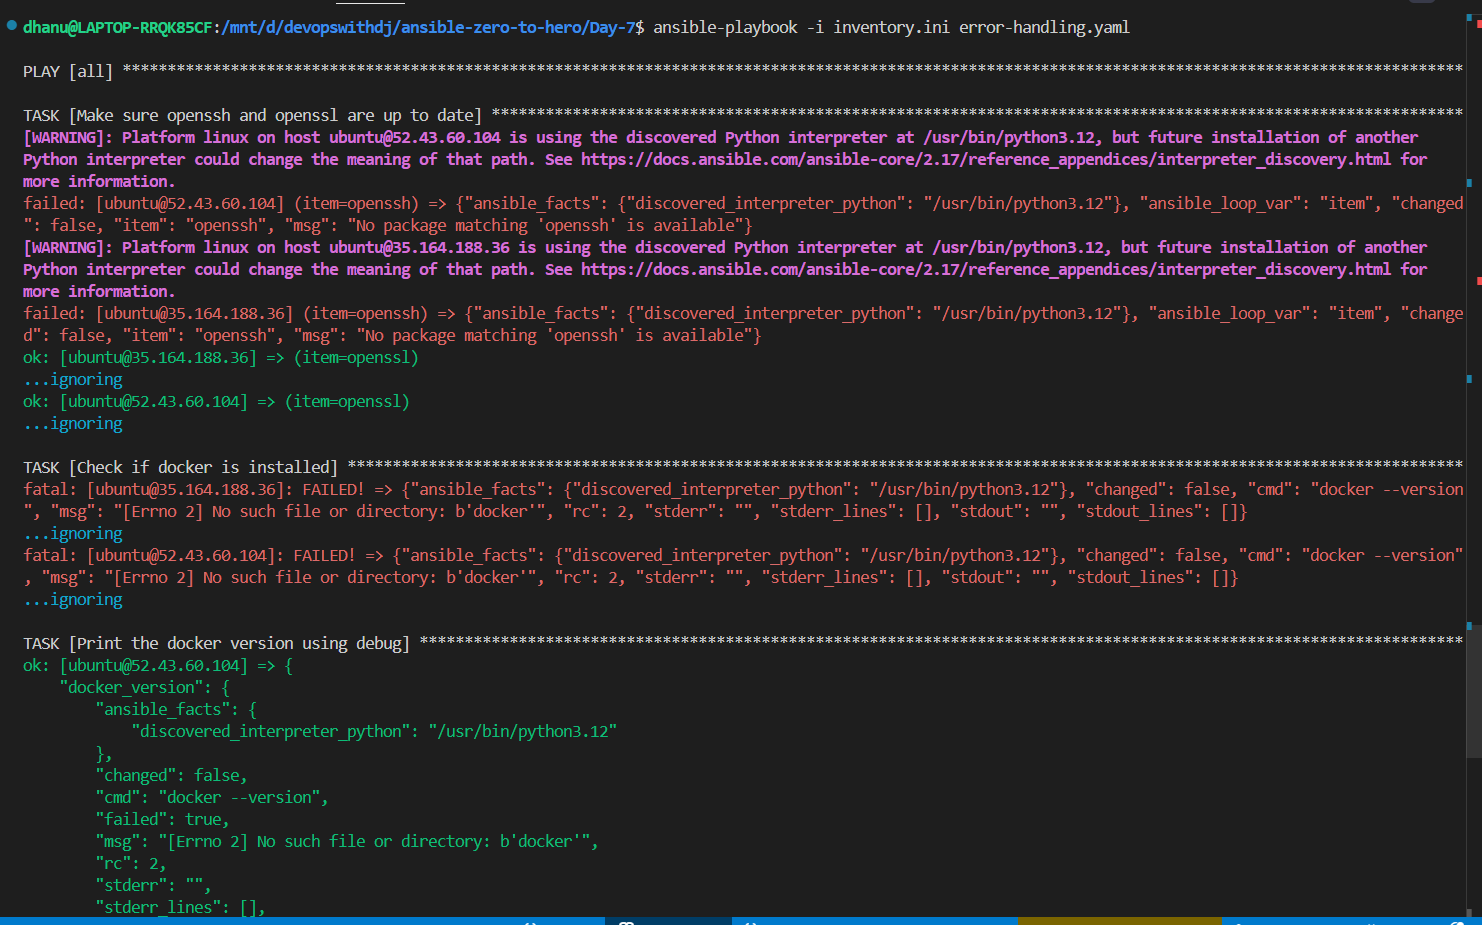 dhanu@LAPTOP-RRQK85CF:/mnt/d/devopswithdj/ansible-zero-to-hero/Day-7$ ansible-playbook -i inventory.ini error-handling.yaml
PLAY [all] *****************************************************************************************************************************************************
TASK [Make sure openssh and openssl are up to date] ************************************************************************************************************
[WARNING]: Platform linux on host ubuntu@52.43.60.104 is using the discovered Python interpreter at /usr/bin/python3.12, but future installation of another
Python interpreter could change the meaning of that path. See https://docs.ansible.com/ansible-core/2.17/reference_appendices/interpreter_discovery.html for
more information.
failed: [ubuntu@52.43.60.104] (item=openssh) => {"ansible_facts": {"discovered_interpreter_python": "/usr/bin/python3.12"}, "ansible_loop_var": "item", "changed
": false, "item": "openssh", "msg": "No package matching 'openssh' is available"}
[WARNING]: Platform linux on host ubuntu@35.164.188.36 is using the discovered Python interpreter at /usr/bin/python3.12, but future installation of another
Python interpreter could change the meaning of that path. See https://docs.ansible.com/ansible-core/2.17/reference_appendices/interpreter_discovery.html for
more information.
failed: [ubuntu@35.164.188.36] (item=openssh) => {"ansible_facts": {"discovered_interpreter_python": "/usr/bin/python3.12"}, "ansible_loop_var": "item", "change
d": false, "item": "openssh", "msg": "No package matching 'openssh' is available"}
ok: [ubuntu@35.164.188.36] => (item=openssl)
...ignoring
ok: [ubuntu@52.43.60.104] => (item=openssl)
...ignoring
TASK [Check if docker is installed] ****************************************************************************************************************************
fatal: [ubuntu@35.164.188.36]: FAILED! => {"ansible_facts": {"discovered_interpreter_python": "/usr/bin/python3.12"}, "changed": false, "cmd": "docker --version
", "msg": "[Errno 2] No such file or directory: b'docker'", "rc": 2, "stderr": "", "stderr_lines": [], "stdout": "", "stdout_lines": []}
...ignoring
fatal: [ubuntu@52.43.60.104]: FAILED! => {"ansible_facts": {"discovered_interpreter_python": "/usr/bin/python3.12"}, "changed": false, "cmd": "docker --version"
, "msg": "[Errno 2] No such file or directory: b'docker'", "rc": 2, "stderr": "", "stderr_lines": [], "stdout": "", "stdout_lines": []}
...ignoring
TASK [Print the docker version using debug] ********************************************************************************************************************
ok: [ubuntu@52.43.60.104] => {
    "docker_version": {
        "ansible_facts": {
            "discovered_interpreter_python": "/usr/bin/python3.12"
        },
        "changed": false,
        "cmd": "docker --version",
        "failed": true,
        "msg": "[Errno 2] No such file or directory: b'docker'",
        "rc": 2,
        "stderr": "",
        "stderr_lines": [],